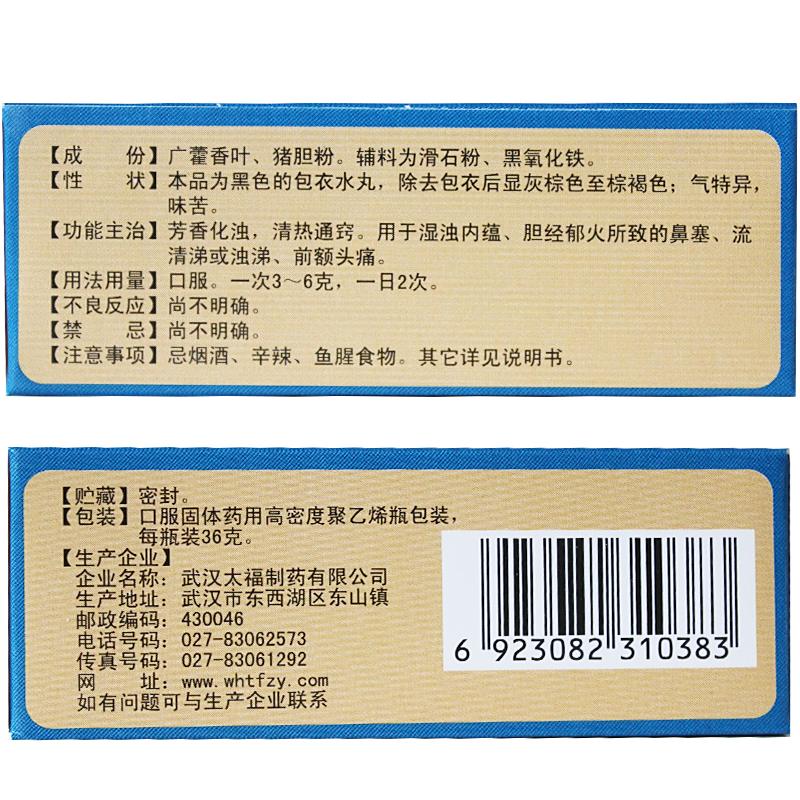 【成　　份】广藿香叶、猪胆粉。辅料为滑石粉、黑氧化铁。
【性　　状】本品为黑色的包衣水丸，除去包衣后显灰棕色至棕褐色；气特异，
味苦。
【功能主治】芳香化浊，清热通窍。用于湿浊内蕴、胆经郁火所致的鼻塞、流
清涕或浊涕、前额头痛。
【用法用量】口服。一次3～6克，一日2次。
【不良反应】尚不明确。
【禁　　忌】尚不明确。
【注意事项】忌烟酒、辛辣、鱼腥食物。其它详见说明书。
【贮藏】密封。
【包装】口服固体药用高密度聚乙烯瓶包装，
每瓶装36克。
【生产企业】
企业名称：武汉太福制药有限公司
生产地址：武汉市东西湖区东山镇
邮政编码：430046
电话号码：027-83062573
传真号码：027-83061292
网　　址：www.whtfzy.com
如有问题可与生产企业联系
6 923082 310383